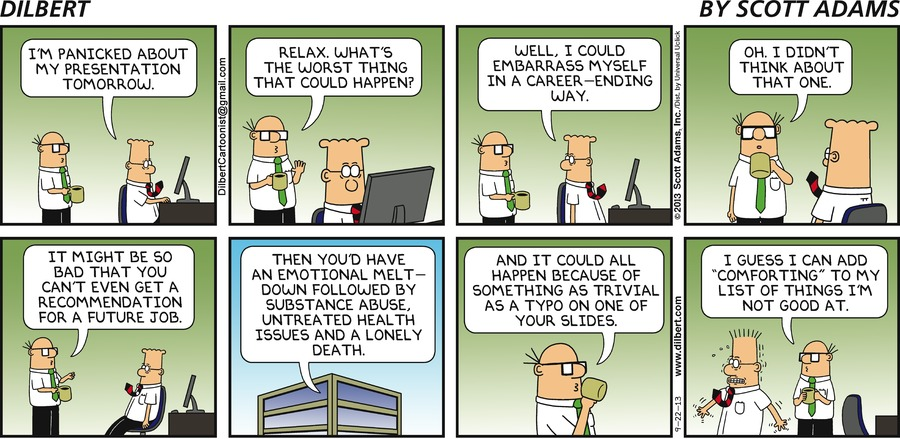 DILBERT
BY SCOTT ADAMS
I'M PANICKED ABOUT
MY PRESENTATION
TOMORROW.
DilbertCartoonist@gmail.com
RELAX. WHAT'S
THE WORST THING
THAT COULD HAPPEN?
WELL, I COULD
EMBARRASS MYSELF
IN A CAREER-ENDING
WAY.
©2013 Scott Adams, Inc. /Dist. by Universal Uclick
OH. I DIDN'T
THINK ABOUT
THAT ONE.
IT MIGHT BE SO
BAD THAT YOU
CAN'T EVEN GET A
RECOMMENDATION
FOR A FUTURE JOB.
THEN YOU'D HAVE
AN EMOTIONAL MELT-
DOWN FOLLOWED BY
SUBSTANCE ABUSE,
UNTREATED HEALTH
ISSUES AND A LONELY
DEATH.
AND IT COULD ALL
HAPPEN BECAUSE OF
SOMETHING AS TRIVIAL
AS A TYPO ON ONE OF
YOUR SLIDES.
9-22-13 www.dilbert.com
I GUESS I CAN ADD
"COMFORTING" TO MY
LIST OF THINGS I'M
NOT GOOD AT.